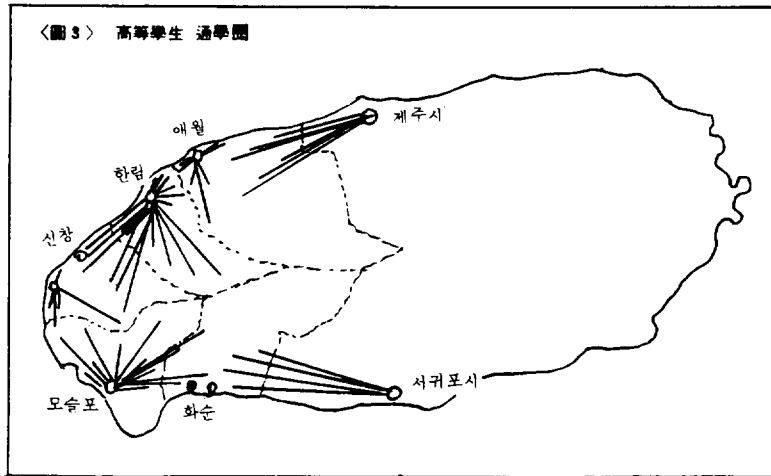 〈圖 3〉 高等學生 通學圈
제주시
애월
한림
신창
서귀포시
모슬포
화순